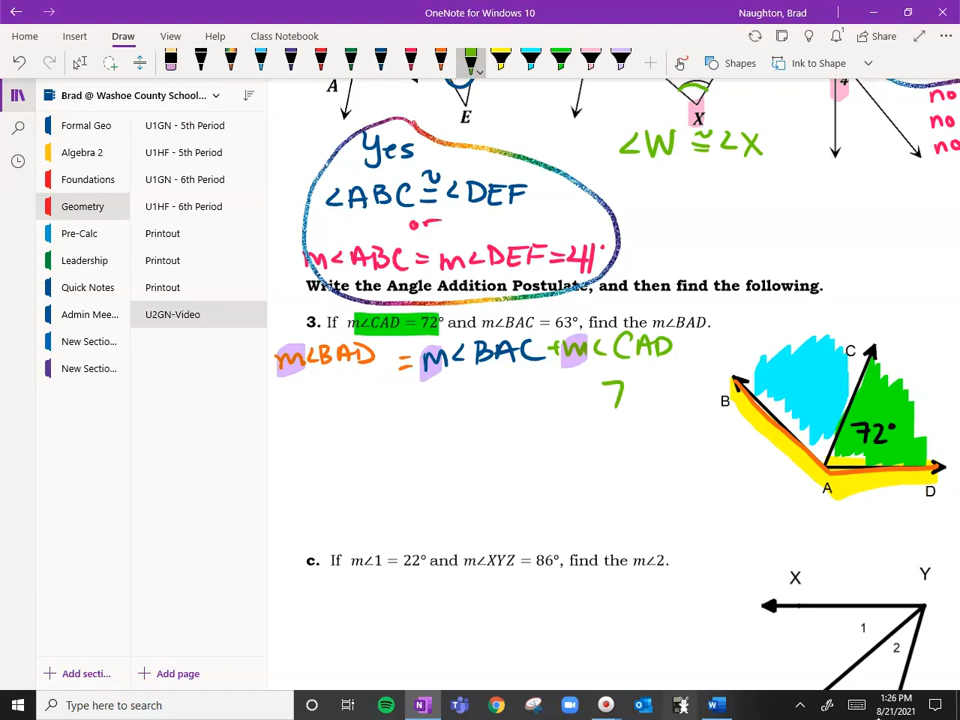 OneNote for Windows 10
Naughton, Brad
Home Insert Draw View Help Class Notebook
Share
Shapes
Ink to Shape
Brad @ Washoe County School...
Formal Geo
Algebra 2
Foundations
Geometry
Pre-Calc
Leadership
Quick Notes
Admin Mee...
New Sectio...
New Sectio...
U1GN - 5th Period
U1HF - 5th Period
U1GN - 6th Period
U1HF - 6th Period
Printout
Printout
Printout
U2GN-Video
Add secti...
Add page
A
E
X
4
no
no
no
∠W ≅ ∠X
Yes
∠ABC ≅ ∠DEF
or
m∠ABC = m∠DEF = 41°
Write the Angle Addition Postulate, and then find the following.
3. If m∠CAD = 72° and m∠BAC = 63°, find the m∠BAD.
m∠BAD = m∠BAC + m∠CAD
7
C
B
72°
A
D
c. If m∠1 = 22° and m∠XYZ = 86°, find the m∠2.
X
Y
1
2
Type here to search
1:26 PM
8/21/2021